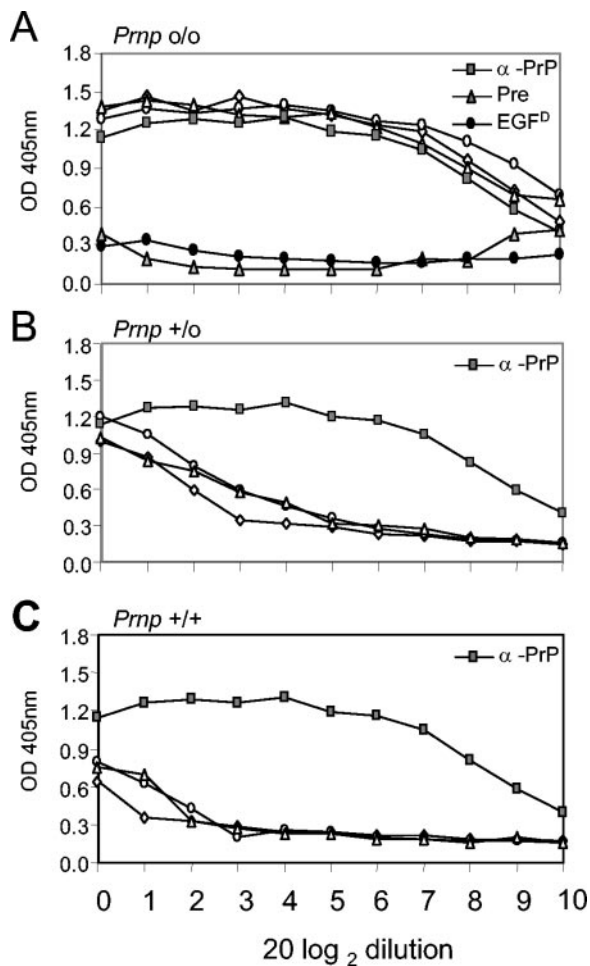 A
Prnp o/o
1.8
1.5
1.2
0.9
0.6
0.3
0.0
OD 405nm
α -PrP
Pre
EGFᴰ
B
Prnp +/o
1.8
1.5
1.2
0.9
0.6
0.3
0.0
OD 405nm
α -PrP
C
Prnp +/+
1.8
1.5
1.2
0.9
0.6
0.3
0.0
OD 405nm
α -PrP
0 1 2 3 4 5 6 7 8 9 10
20 log ₂ dilution